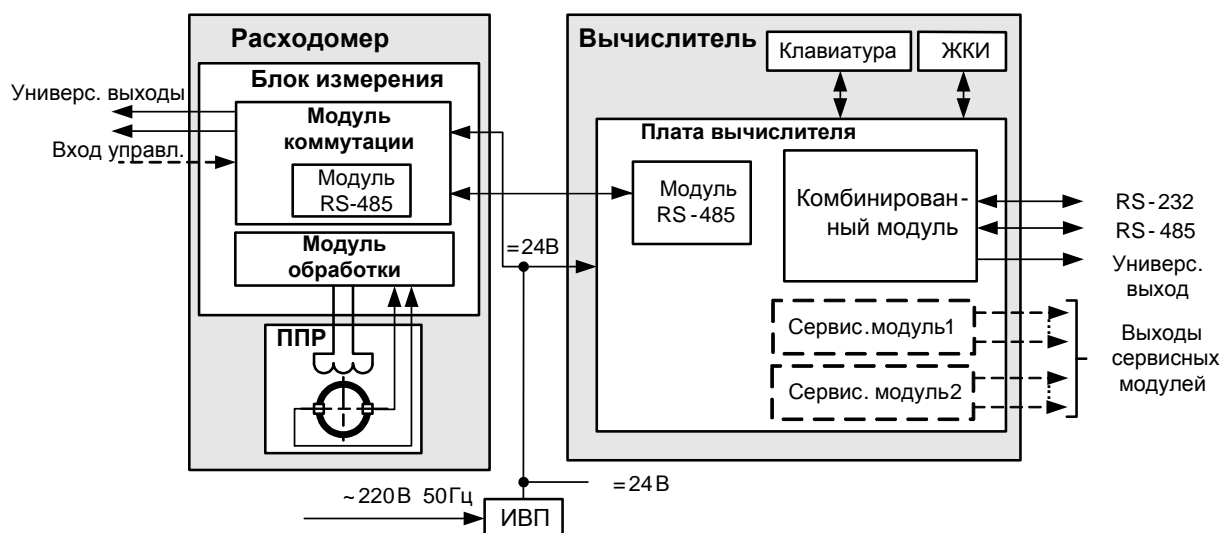 Расходомер
Блок измерения
Универс. выходы
Вход управл.
Модуль
коммутации
Модуль
RS-485
Модуль
обработки
ППР
=24В
Вычислитель
Клавиатура
ЖКИ
Плата вычислителя
Модуль
RS-485
Комбинирован-
ный модуль
RS-232
RS-485
Универс.
выход
Сервис.модуль1
Сервис. модуль2
Выходы
сервисных
модулей
=24В
~220В 50Гц
ИВП